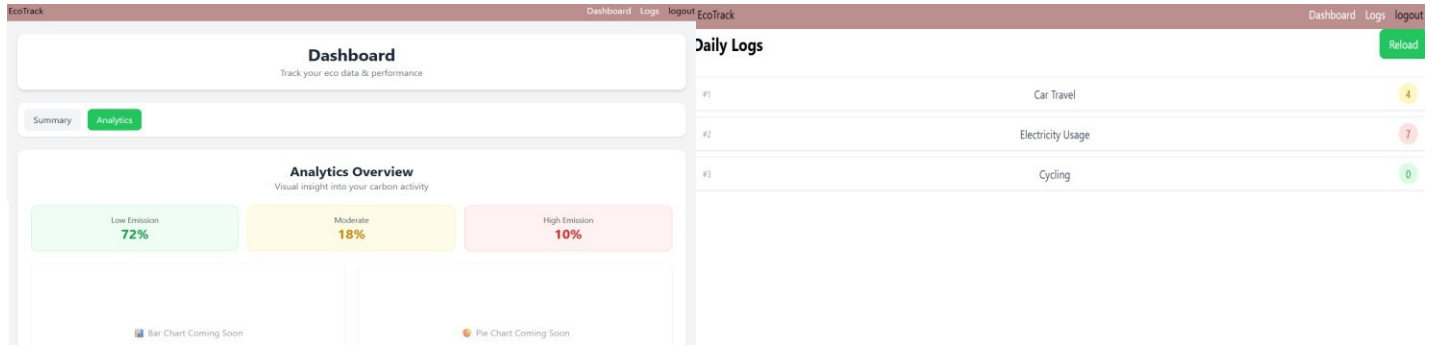 EcoTrack Dashboard Logs logout
Dashboard
Track your eco data & performance
Summary Analytics
Analytics Overview
Visual insight into your carbon activity
Low Emission Moderate High Emission
72% 18% 10%
Bar Chart Coming Soon Pie Chart Coming Soon
EcoTrack Dashboard Logs logout
Daily Logs Reload
#1 Car Travel 4
#2 Electricity Usage 7
#3 Cycling 0